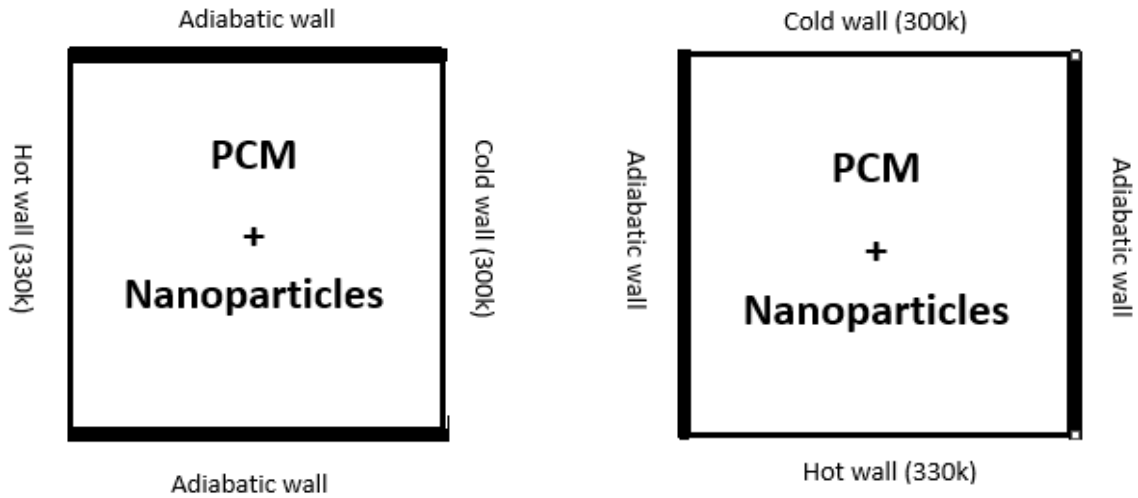 Adiabatic wall
Hot wall (330k)
PCM
+
Nanoparticles
Cold wall (300k)
Adiabatic wall
Cold wall (300k)
Adiabatic wall
PCM
+
Nanoparticles
Adiabatic wall
Hot wall (330k)